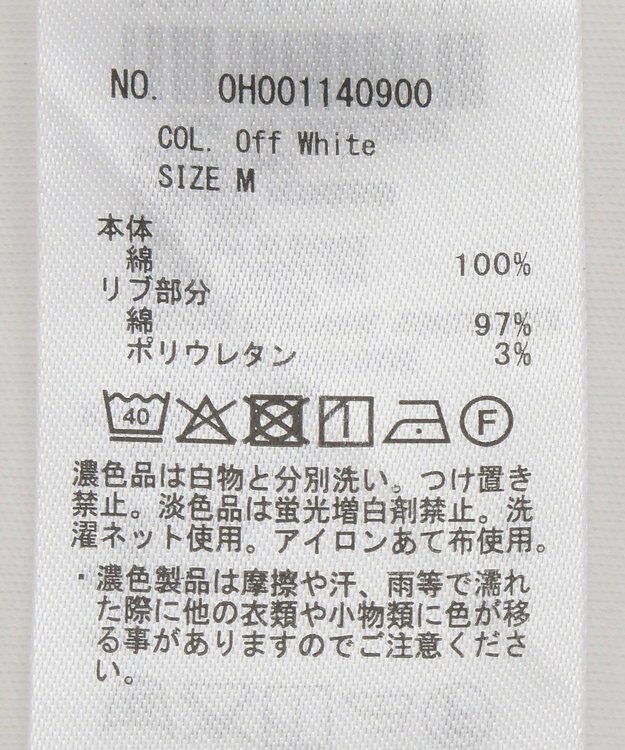 NO. 0H001140900
COL. Off White
SIZE M
本体
綿 100%
リブ部分
綿 97%
ポリウレタン 3%
40 F
濃色品は白物と分別洗い。つけ置き
禁止。淡色品は蛍光増白剤禁止。洗
濯ネット使用。アイロンあて布使用。
・濃色製品は摩擦や汗、雨等で濡れ
た際に他の衣類や小物類に色が移
る事がありますのでご注意くださ
い。